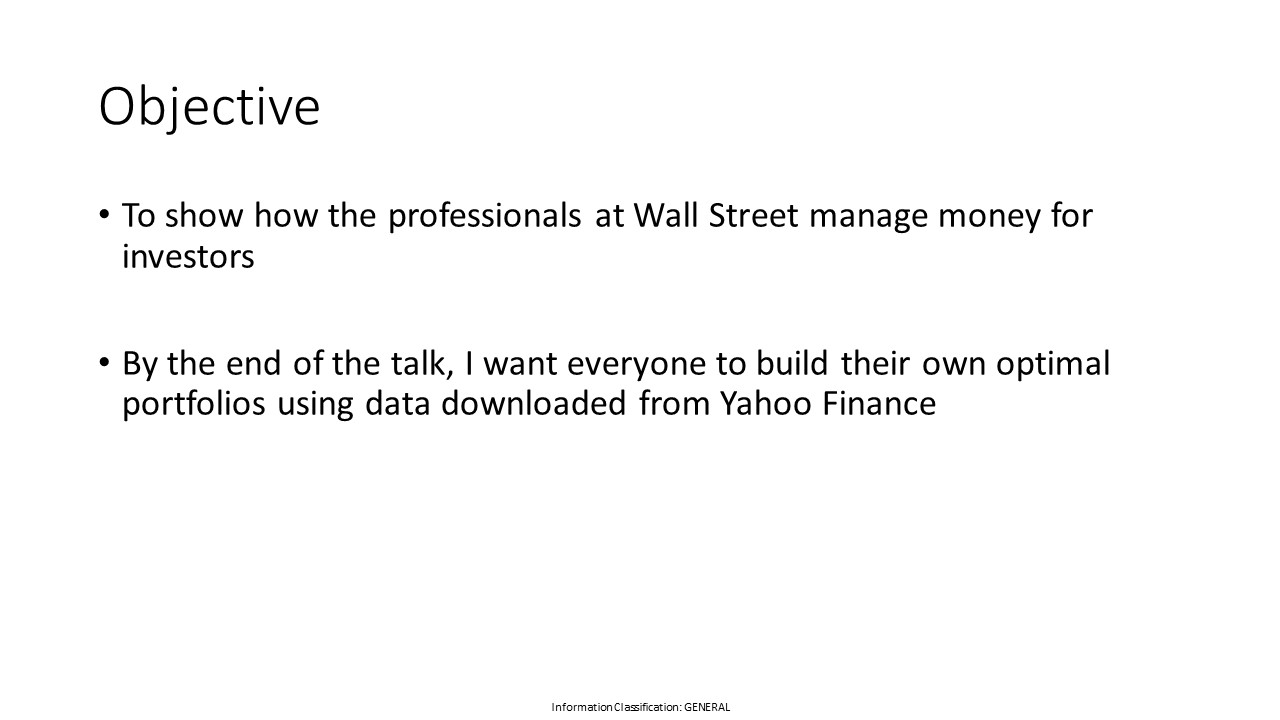 Objective
• To show how the professionals at Wall Street manage money for
investors
• By the end of the talk, I want everyone to build their own optimal
portfolios using data downloaded from Yahoo Finance
Information Classification: GENERAL